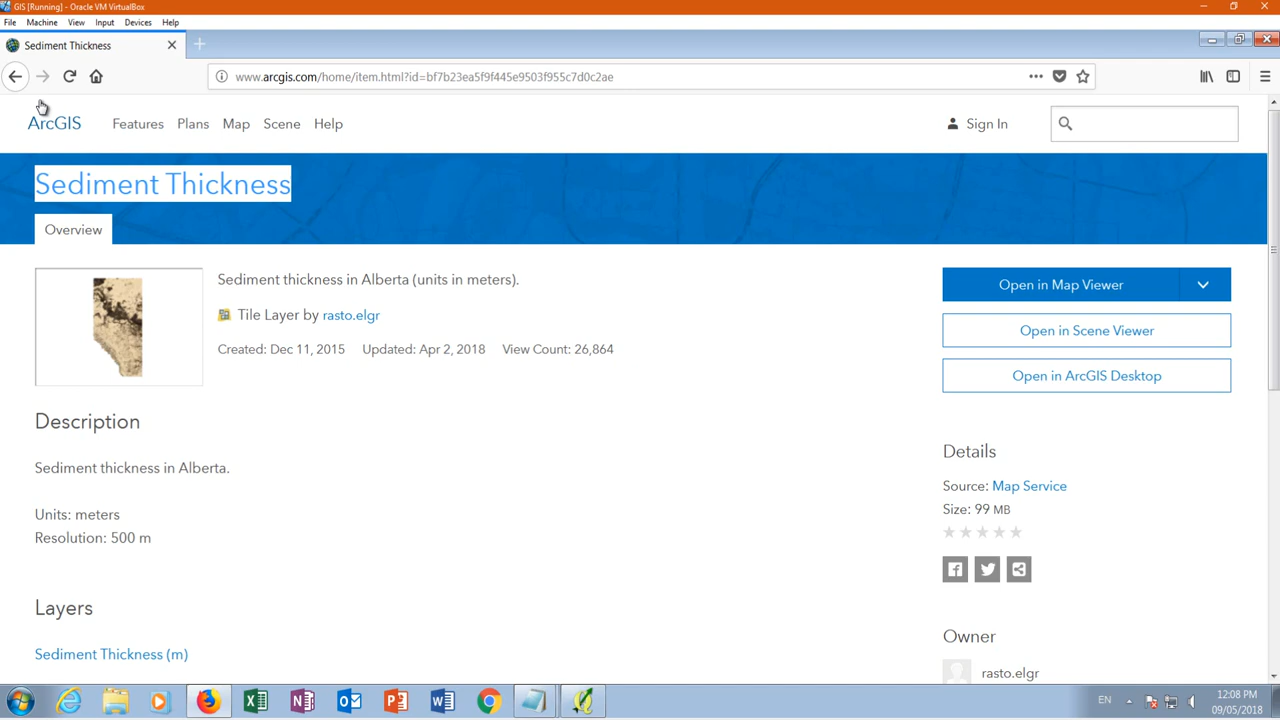 GIS [Running] - Oracle VM VirtualBox
File Machine View Input Devices Help
Sediment Thickness
www.arcgis.com/home/item.html?id=bf7b23ea5f9f445e9503f955c7d0c2ae
ArcGIS Features Plans Map Scene Help Sign In
Sediment Thickness
Overview
Sediment thickness in Alberta (units in meters).
Tile Layer by rasto.elgr
Created: Dec 11, 2015 Updated: Apr 2, 2018 View Count: 26,864
Open in Map Viewer
Open in Scene Viewer
Open in ArcGIS Desktop
Description
Sediment thickness in Alberta.
Units: meters
Resolution: 500 m
Layers
Sediment Thickness (m)
Details
Source: Map Service
Size: 99 MB
Owner
rasto.elgr
EN
12:08 PM
09/05/2018